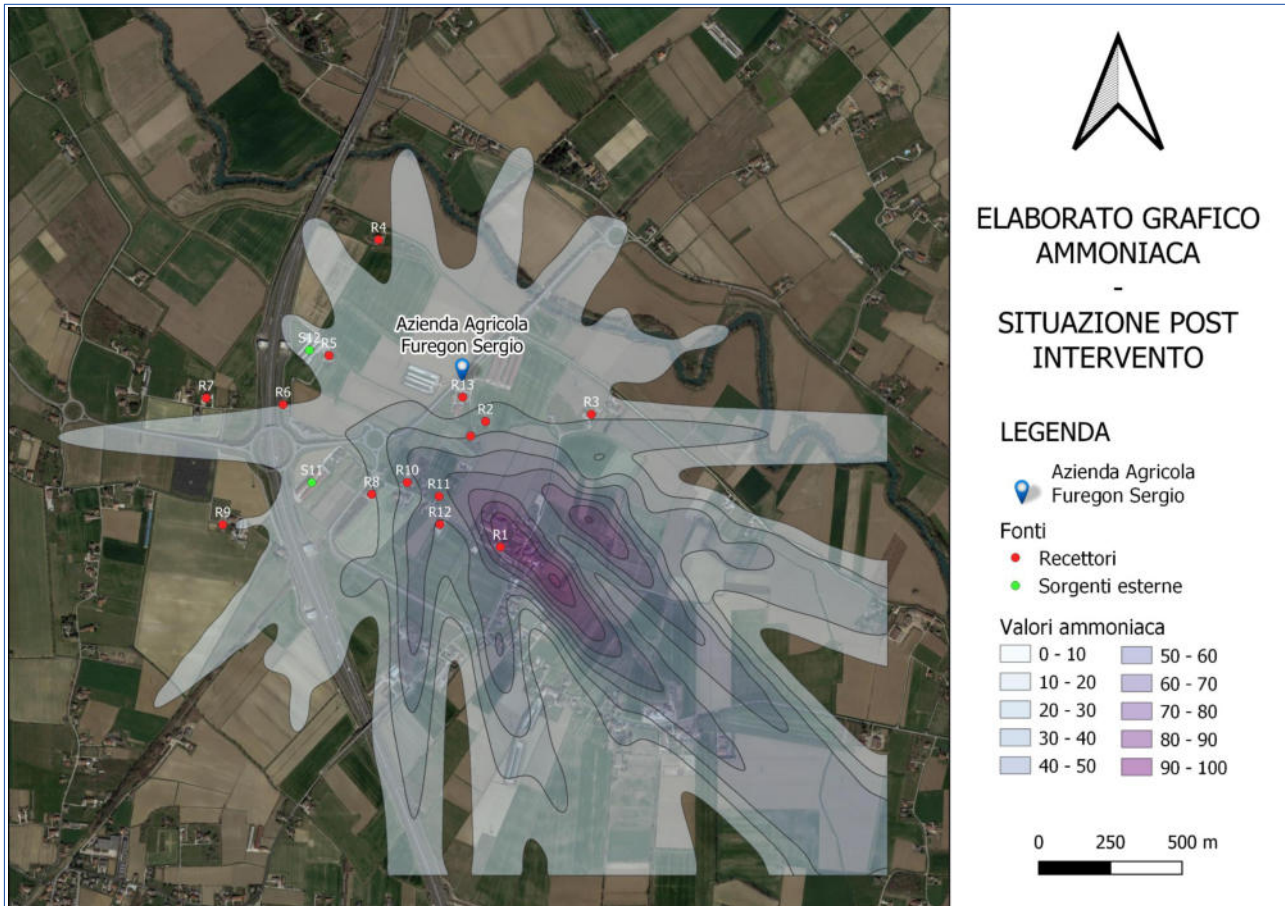 R4
Azienda Agricola
Furegon Sergio
S12
R5
R13
R7
R6
R2
R3
S11
R8
R10
R11
R9
R12
R1
ELABORATO GRAFICO
AMMONIACA
-
SITUAZIONE POST
INTERVENTO
LEGENDA
Azienda Agricola
Furegon Sergio
Fonti
Recettori
Sorgenti esterne
Valori ammoniaca
0 - 10
10 - 20
20 - 30
30 - 40
40 - 50
50 - 60
60 - 70
70 - 80
80 - 90
90 - 100
0 250 500 m